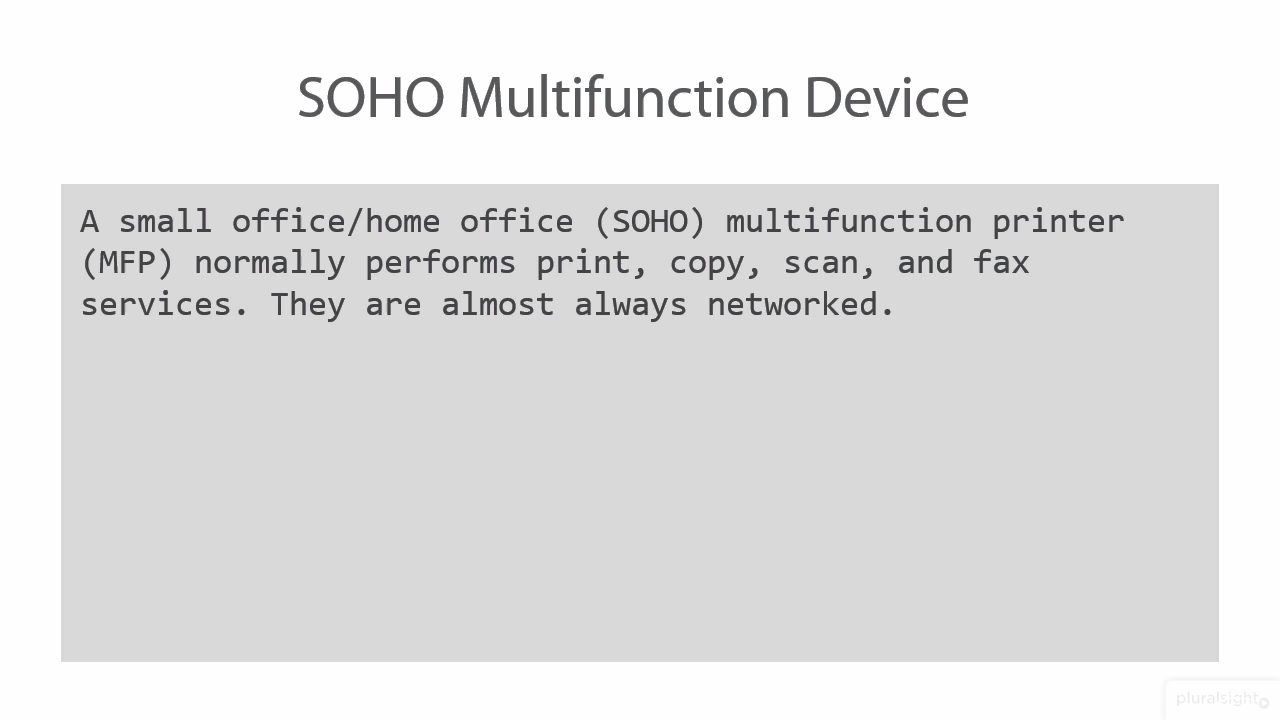 SOHO Multifunction Device
A small office/home office (SOHO) multifunction printer
(MFP) normally performs print, copy, scan, and fax
services. They are almost always networked.
pluralsight